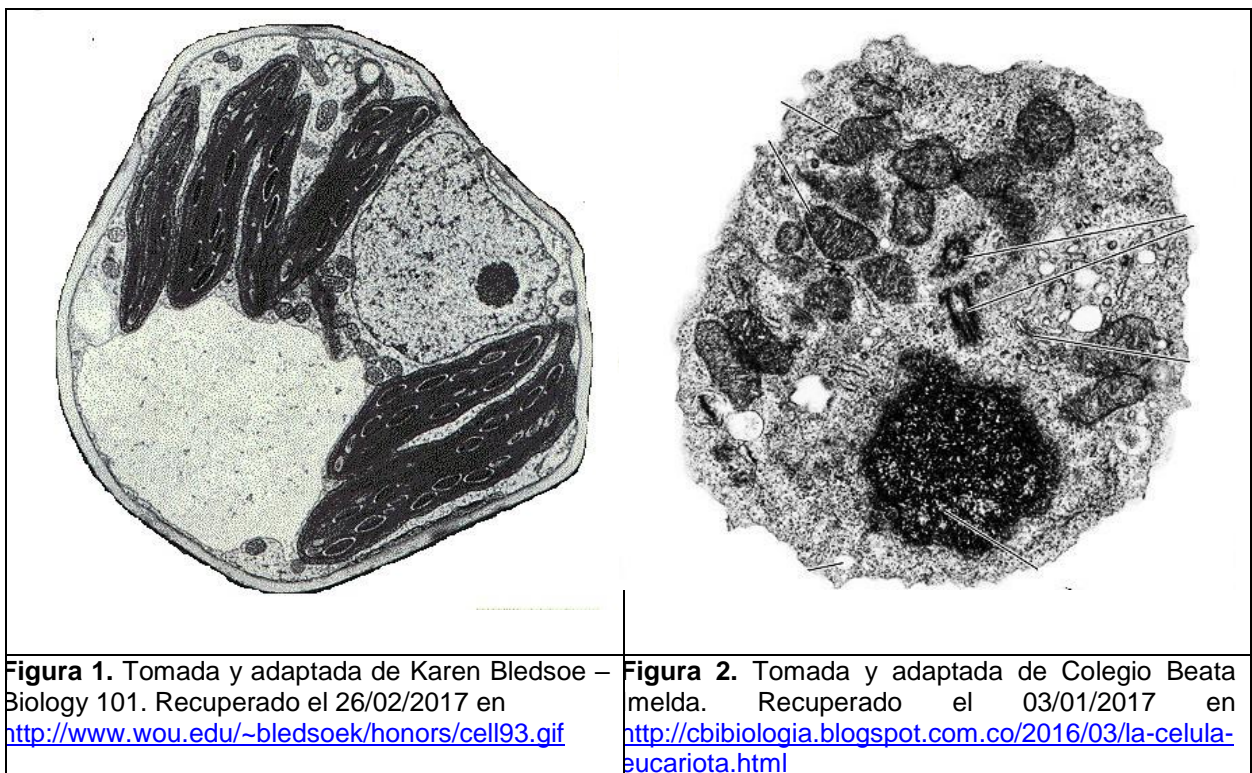 Figura 1. Tomada y adaptada de Karen Bledsoe –
Biology 101. Recuperado el 26/02/2017 en
http://www.wou.edu/~bledsoek/honors/cell93.gif
Figura 2. Tomada y adaptada de Colegio Beata
Imelda. Recuperado el 03/01/2017 en
http://cbibiologia.blogspot.com.co/2016/03/la-celula-
eucariota.html